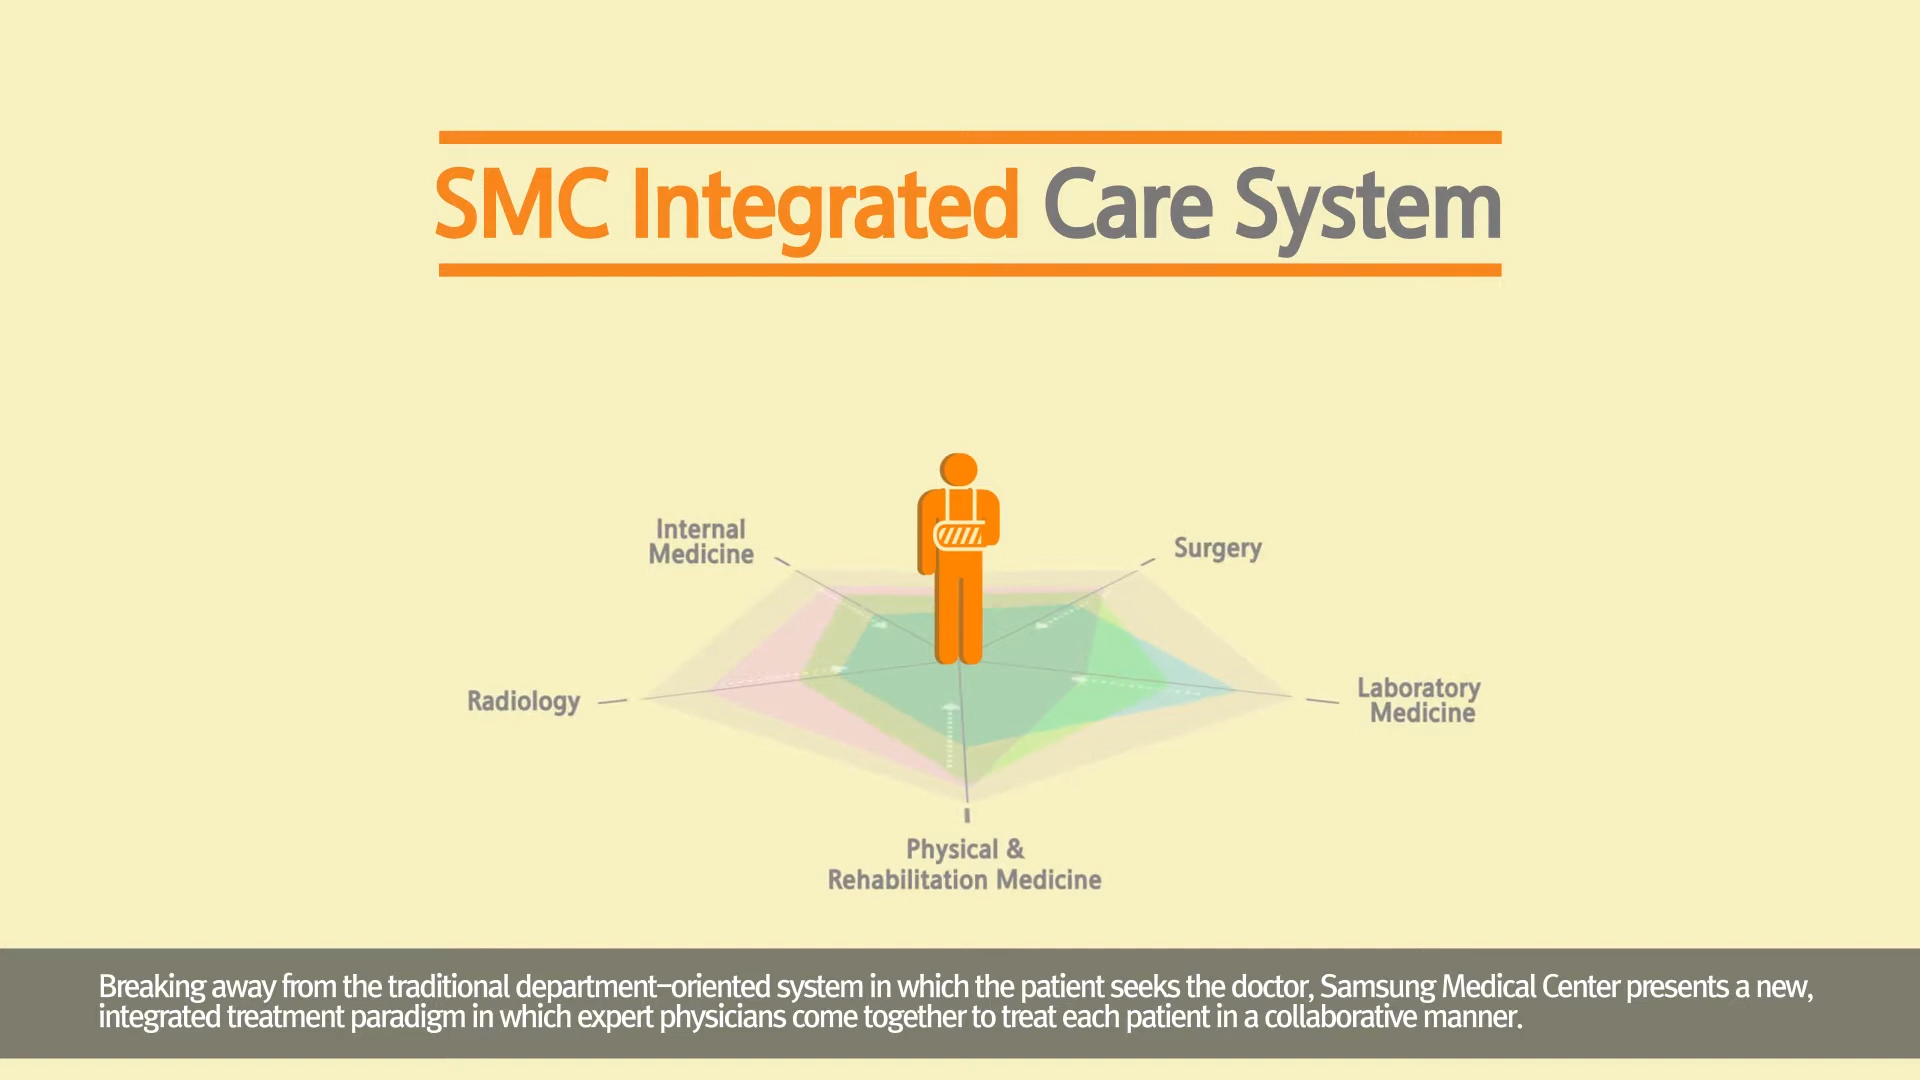 SMC Integrated Care System
Internal
Medicine
Surgery
Radiology
Laboratory
Medicine
Physical &
Rehabilitation Medicine
Breaking away from the traditional department-oriented system in which the patient seeks the doctor, Samsung Medical Center presents a new,
integrated treatment paradigm in which expert physicians come together to treat each patient in a collaborative manner.